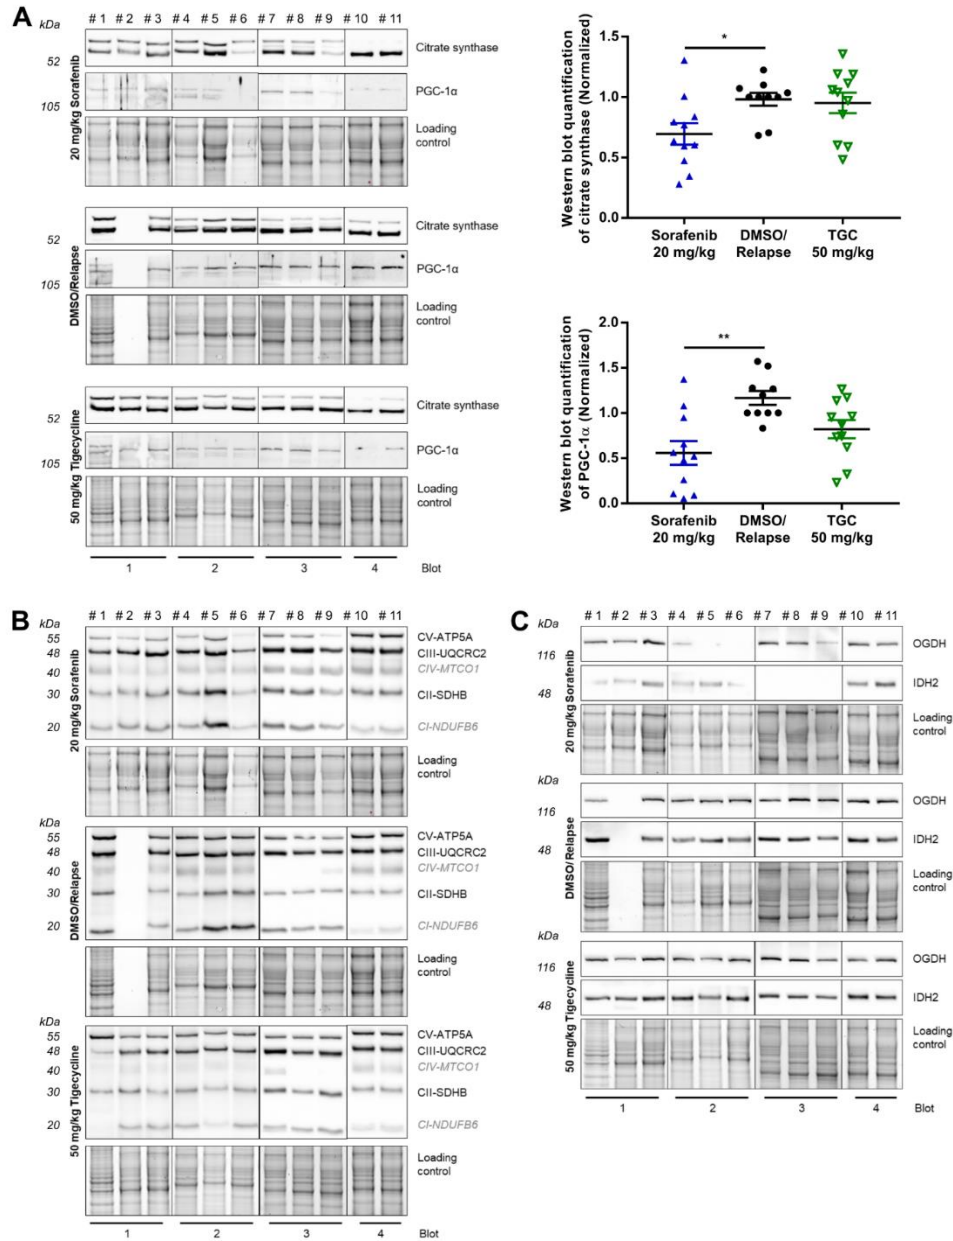 A
kDa
# 1 # 2 # 3 # 4 # 5 # 6 # 7 # 8 # 9 # 10 # 11
20 mg/kg Sorafenib
52
Citrate synthase
105
PGC-1α
Loading
control
DMSO/Relapse
52
Citrate synthase
105
PGC-1α
Loading
control
50 mg/kg Tigecycline
52
Citrate synthase
105
PGC-1α
Loading
control
1 2 3 4 Blot
Western blot quantification
of citrate synthase (Normalized)
1.5
1.0
0.5
0.0
*
Sorafenib
20 mg/kg
DMSO/
Relapse
TGC
50 mg/kg
Western blot quantification
of PGC-1α (Normalized)
2.0
1.5
1.0
0.5
0.0
**
Sorafenib
20 mg/kg
DMSO/
Relapse
TGC
50 mg/kg
B
kDa
# 1 # 2 # 3 # 4 # 5 # 6 # 7 # 8 # 9 # 10 # 11
20 mg/kg Sorafenib
55 CV-ATP5A
48 CIII-UQCRC2
40 CIV-MTCO1
30 CII-SDHB
20 CI-NDUFB6
Loading
control
kDa
DMSO/Relapse
55 CV-ATP5A
48 CIII-UQCRC2
40 CIV-MTCO1
30 CII-SDHB
20 CI-NDUFB6
Loading
control
kDa
50 mg/kg Tigecycline
55 CV-ATP5A
48 CIII-UQCRC2
40 CIV-MTCO1
30 CII-SDHB
20 CI-NDUFB6
Loading
control
1 2 3 4 Blot
C
kDa
# 1 # 2 # 3 # 4 # 5 # 6 # 7 # 8 # 9 # 10 # 11
20 mg/kg Sorafenib
116 OGDH
48 IDH2
Loading
control
kDa
DMSO/ Relapse
116 OGDH
48 IDH2
Loading
control
kDa
50 mg/kg Tigecycline
116 OGDH
48 IDH2
Loading
control
1 2 3 4 Blot